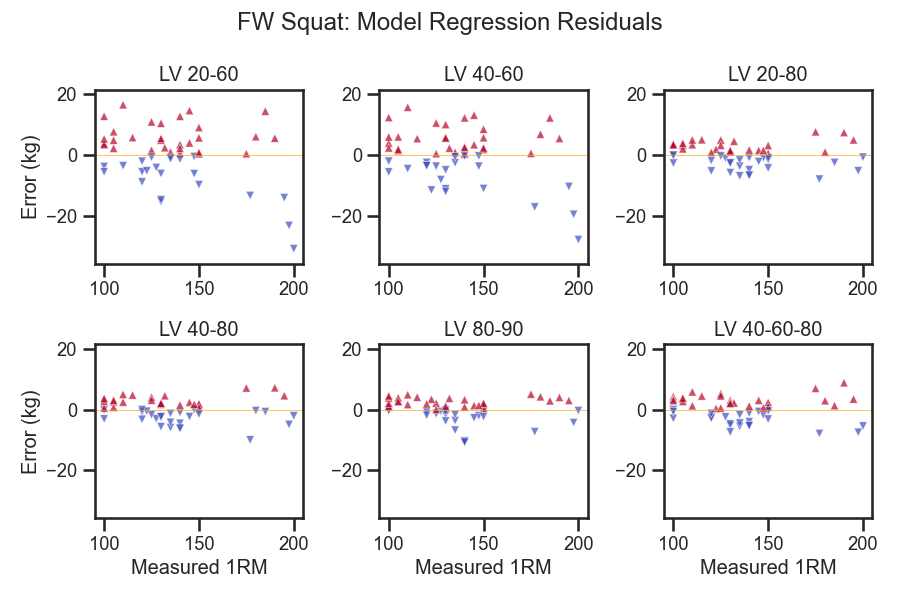 FW Squat: Model Regression Residuals
LV 20-60
LV 40-60
LV 20-80
20
0
−20
Error (kg)
100
150
200
100
150
200
100
150
200
LV 40-80
LV 80-90
LV 40-60-80
20
0
−20
Error (kg)
100
150
200
100
150
200
100
150
200
Measured 1RM
Measured 1RM
Measured 1RM